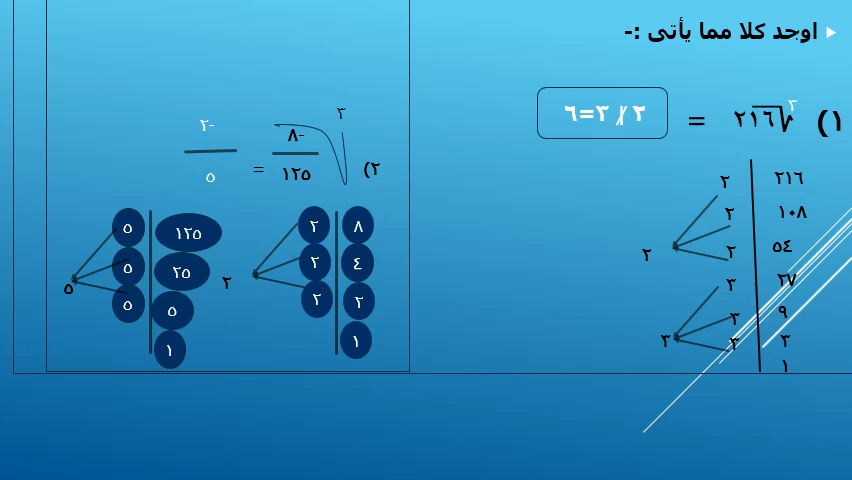 اوجد كلا مما يأتى :-
١) ∛٢١٦ = ٢ × ٣=٦
٢١٦ ٢
١٠٨ ٢
٥٤ ٢ ٢
٢٧ ٣
٩ ٣
٣ ٣ ٣
١
٢) ∛(-٨/١٢٥) = -٢/٥
٨ ٢
٤ ٢ ٢
٢ ٢
١
١٢٥ ٥
٢٥ ٥ ٥
٥ ٥
١